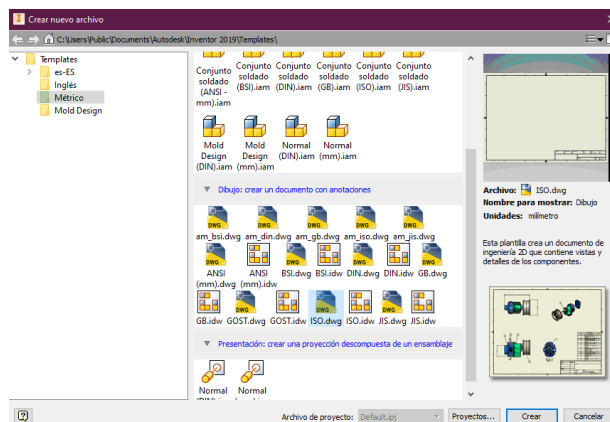 Crear nuevo archivo
C:\Users\Public\Documents\Autodesk\Inventor 2019\Templates\
Templates
es-ES
Inglés
Métrico
Mold Design
Conjunto soldado (ANSI - mm).iam
Conjunto soldado (BSI).iam
Conjunto soldado (DIN).iam
Conjunto soldado (GB).iam
Conjunto soldado (ISO).iam
Conjunto soldado (JIS).iam
Mold Design (DIN).iam
Mold Design (mm).iam
Normal (DIN).iam
Normal (mm).iam
Dibujo: crear un documento con anotaciones
am_bsi.dwg am_din.dwg am_gb.dwg am_iso.dwg am_jis.dwg
ANSI (mm).dwg
ANSI (mm).idw
BSI.dwg BSI.idw DIN.dwg DIN.idw GB.dwg
GB.idw GOST.dwg GOST.idw ISO.dwg ISO.idw JIS.dwg JIS.idw
Presentación: crear una proyección descompuesta de un ensamblaje
Normal
Normal
Archivo: ISO.dwg
Nombre para mostrar: Dibujo
Unidades: milímetro
Esta plantilla crea un documento de
ingeniería 2D que contiene vistas y
detalles de los componentes.
Archivo de proyecto: Default.ipj
Proyectos...
Crear
Cancelar